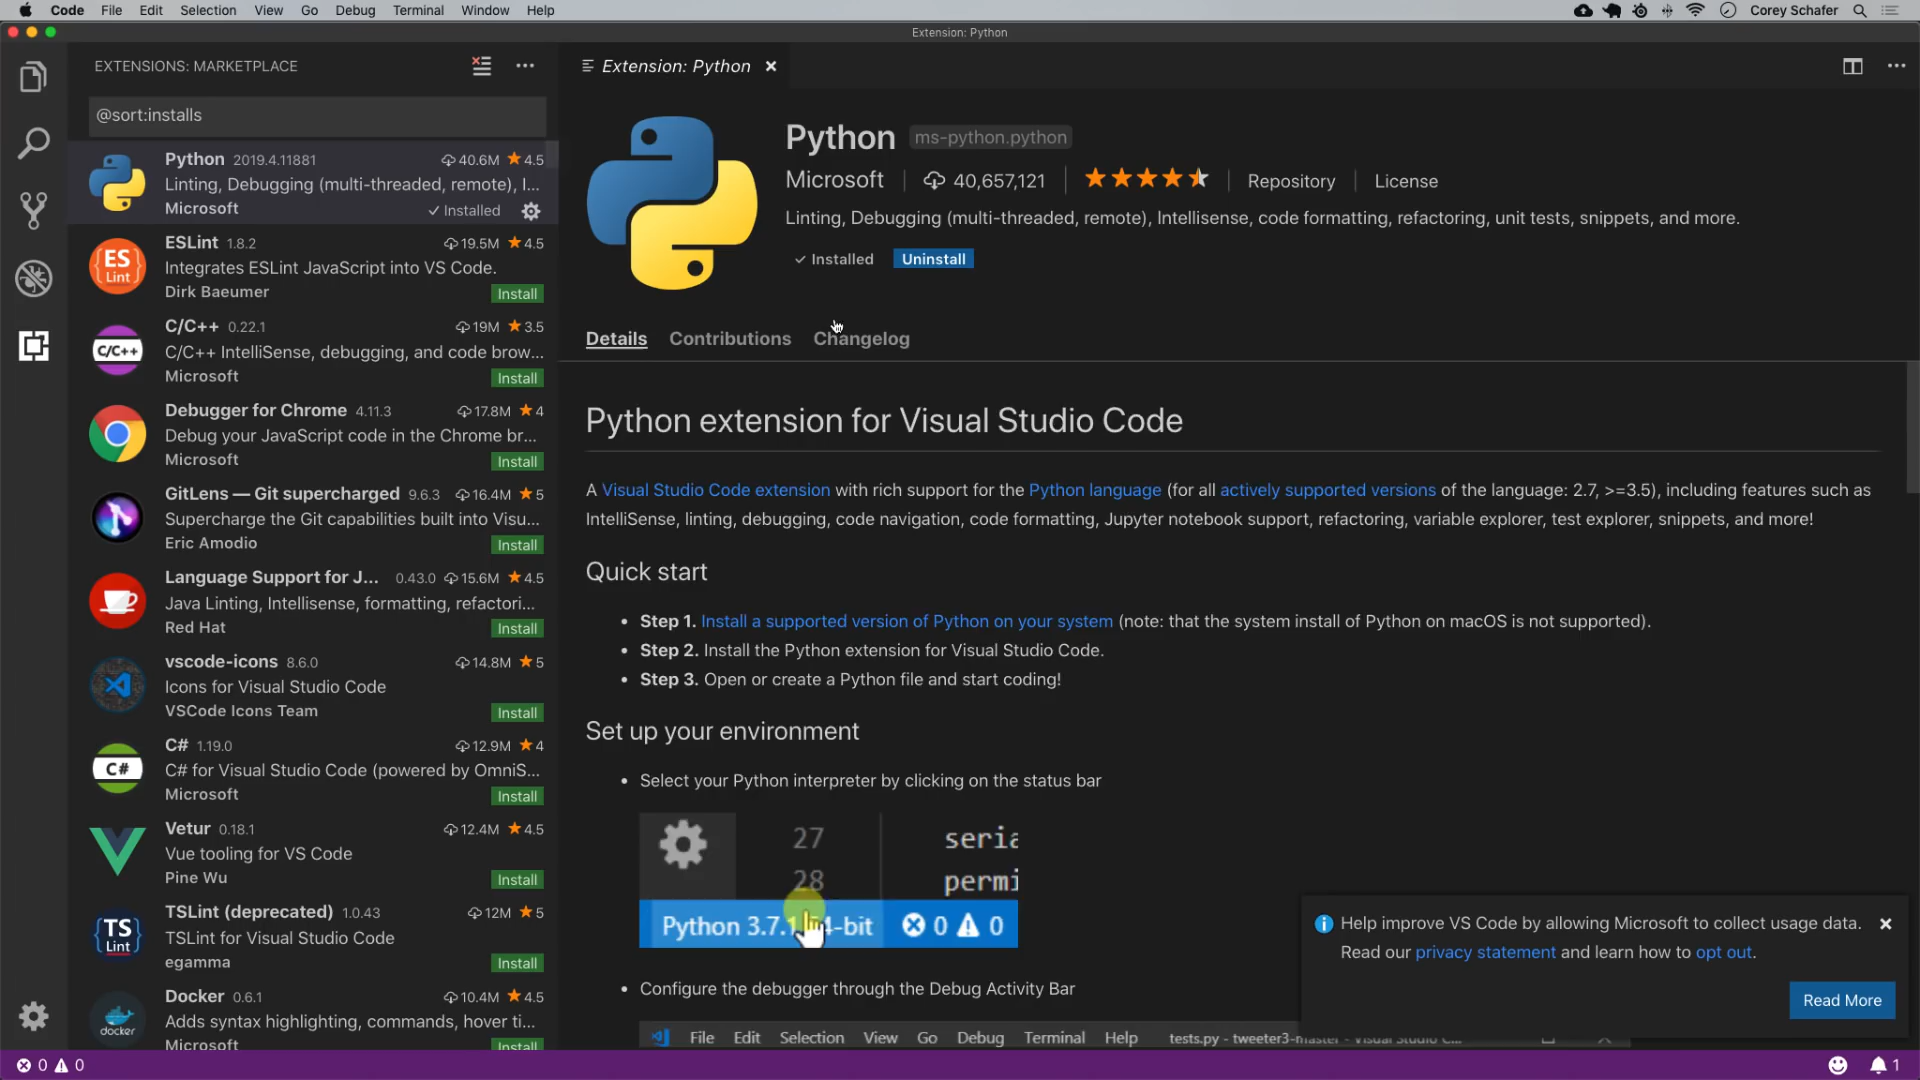 Code File Edit Selection View Go Debug Terminal Window Help Corey Schafer
Extension: Python
EXTENSIONS: MARKETPLACE
@sort:installs
Python 2019.4.11881 40.6M 4.5
Linting, Debugging (multi-threaded, remote), I...
Microsoft Installed
ESLint 1.8.2 19.5M 4.5
Integrates ESLint JavaScript into VS Code.
Dirk Baeumer Install
C/C++ 0.22.1 19M 3.5
C/C++ IntelliSense, debugging, and code brow...
Microsoft Install
Debugger for Chrome 4.11.3 17.8M 4
Debug your JavaScript code in the Chrome br...
Microsoft Install
GitLens — Git supercharged 9.6.3 16.4M 5
Supercharge the Git capabilities built into Visu...
Eric Amodio Install
Language Support for J... 0.43.0 15.6M 4.5
Java Linting, Intellisense, formatting, refactori...
Red Hat Install
vscode-icons 8.6.0 14.8M 5
Icons for Visual Studio Code
VSCode Icons Team Install
C# 1.19.0 12.9M 4
C# for Visual Studio Code (powered by OmniS...
Microsoft Install
Vetur 0.18.1 12.4M 4.5
Vue tooling for VS Code
Pine Wu Install
TSLint (deprecated) 1.0.43 12M 5
TSLint for Visual Studio Code
egamma Install
Docker 0.6.1 10.4M 4.5
Adds syntax highlighting, commands, hover ti...
Microsoft Install
ES
Lint
C/C++
C#
TS
Lint
docker
Extension: Python
Python ms-python.python
Microsoft | 40,657,121 | | Repository | License
Linting, Debugging (multi-threaded, remote), Intellisense, code formatting, refactoring, unit tests, snippets, and more.
Installed Uninstall
Details Contributions Changelog
Python extension for Visual Studio Code
A Visual Studio Code extension with rich support for the Python language (for all actively supported versions of the language: 2.7, >=3.5), including features such as
IntelliSense, linting, debugging, code navigation, code formatting, Jupyter notebook support, refactoring, variable explorer, test explorer, snippets, and more!
Quick start
• Step 1. Install a supported version of Python on your system (note: that the system install of Python on macOS is not supported).
• Step 2. Install the Python extension for Visual Studio Code.
• Step 3. Open or create a Python file and start coding!
Set up your environment
• Select your Python interpreter by clicking on the status bar
27 seria
28 permi
Python 3.7.1 64-bit 0 0
• Configure the debugger through the Debug Activity Bar
File Edit Selection View Go Debug Terminal Help tests.py - tweeter3-master - Visual Studio C...
Help improve VS Code by allowing Microsoft to collect usage data.
Read our privacy statement and learn how to opt out.
Read More
0 0 1